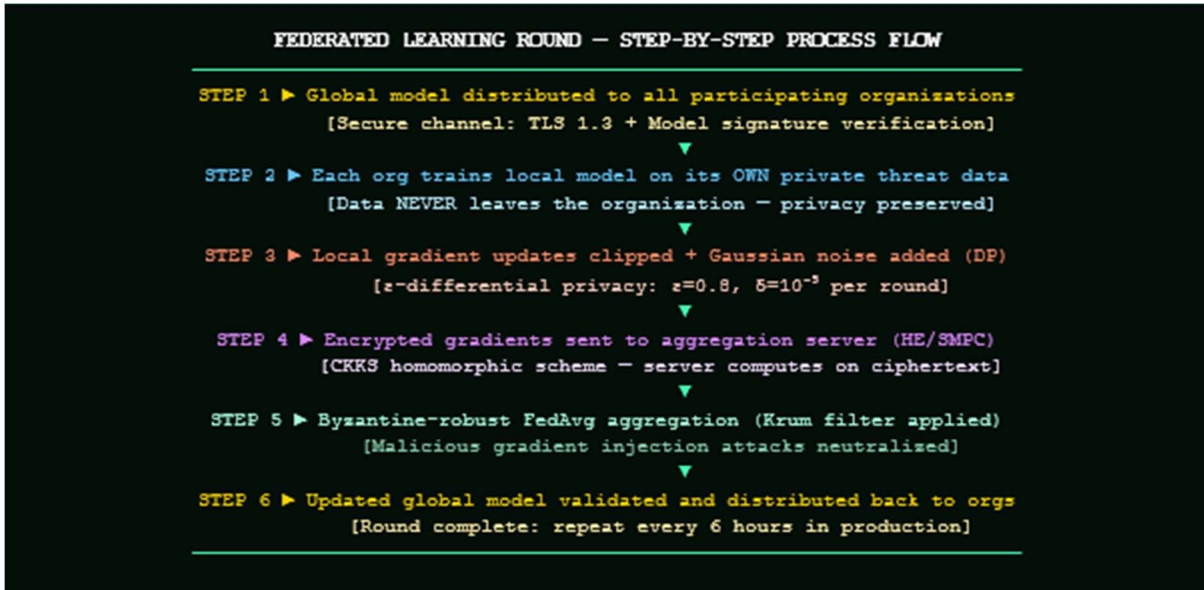 FEDERATED LEARNING ROUND — STEP-BY-STEP PROCESS FLOW
STEP 1 ► Global model distributed to all participating organizations
[Secure channel: TLS 1.3 + Model signature verification]
▼
STEP 2 ► Each org trains local model on its OWN private threat data
[Data NEVER leaves the organization — privacy preserved]
▼
STEP 3 ► Local gradient updates clipped + Gaussian noise added (DP)
[ε-differential privacy: ε=0.8, δ=10⁻⁵ per round]
▼
STEP 4 ► Encrypted gradients sent to aggregation server (HE/SMPC)
[CKKS homomorphic scheme — server computes on ciphertext]
▼
STEP 5 ► Byzantine-robust FedAvg aggregation (Krum filter applied)
[Malicious gradient injection attacks neutralized]
▼
STEP 6 ► Updated global model validated and distributed back to orgs
[Round complete: repeat every 6 hours in production]